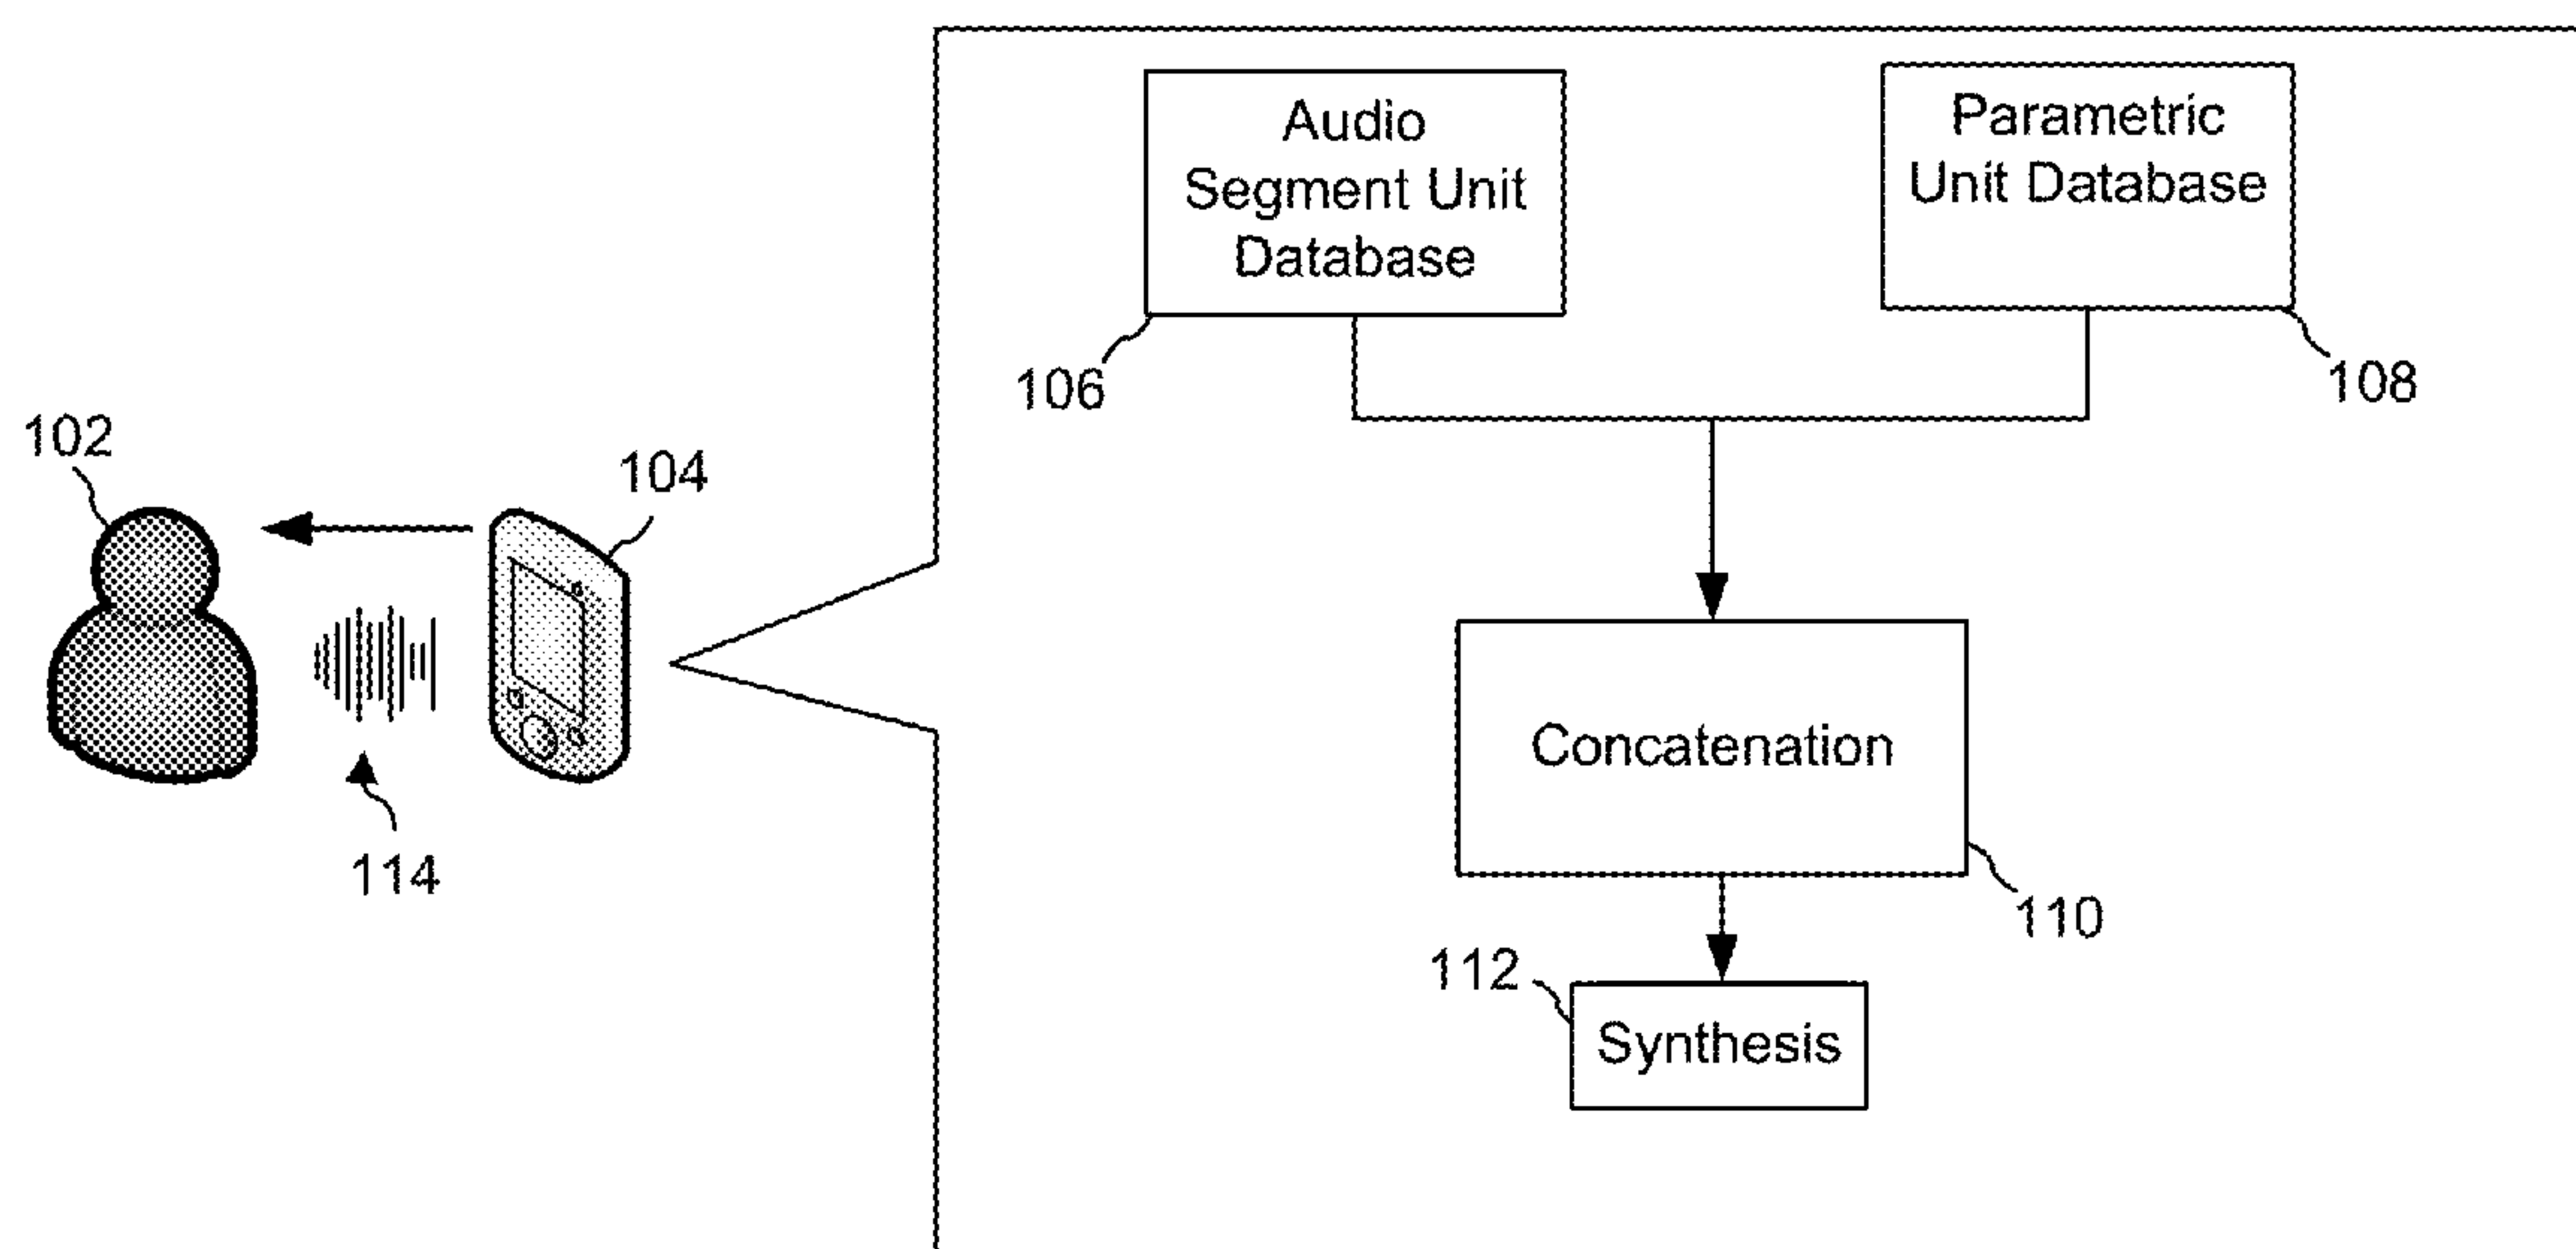 Audio
Segment Unit
Database
Parametric
Unit Database
106
108
102
104
114
Concatenation
110
112
Synthesis